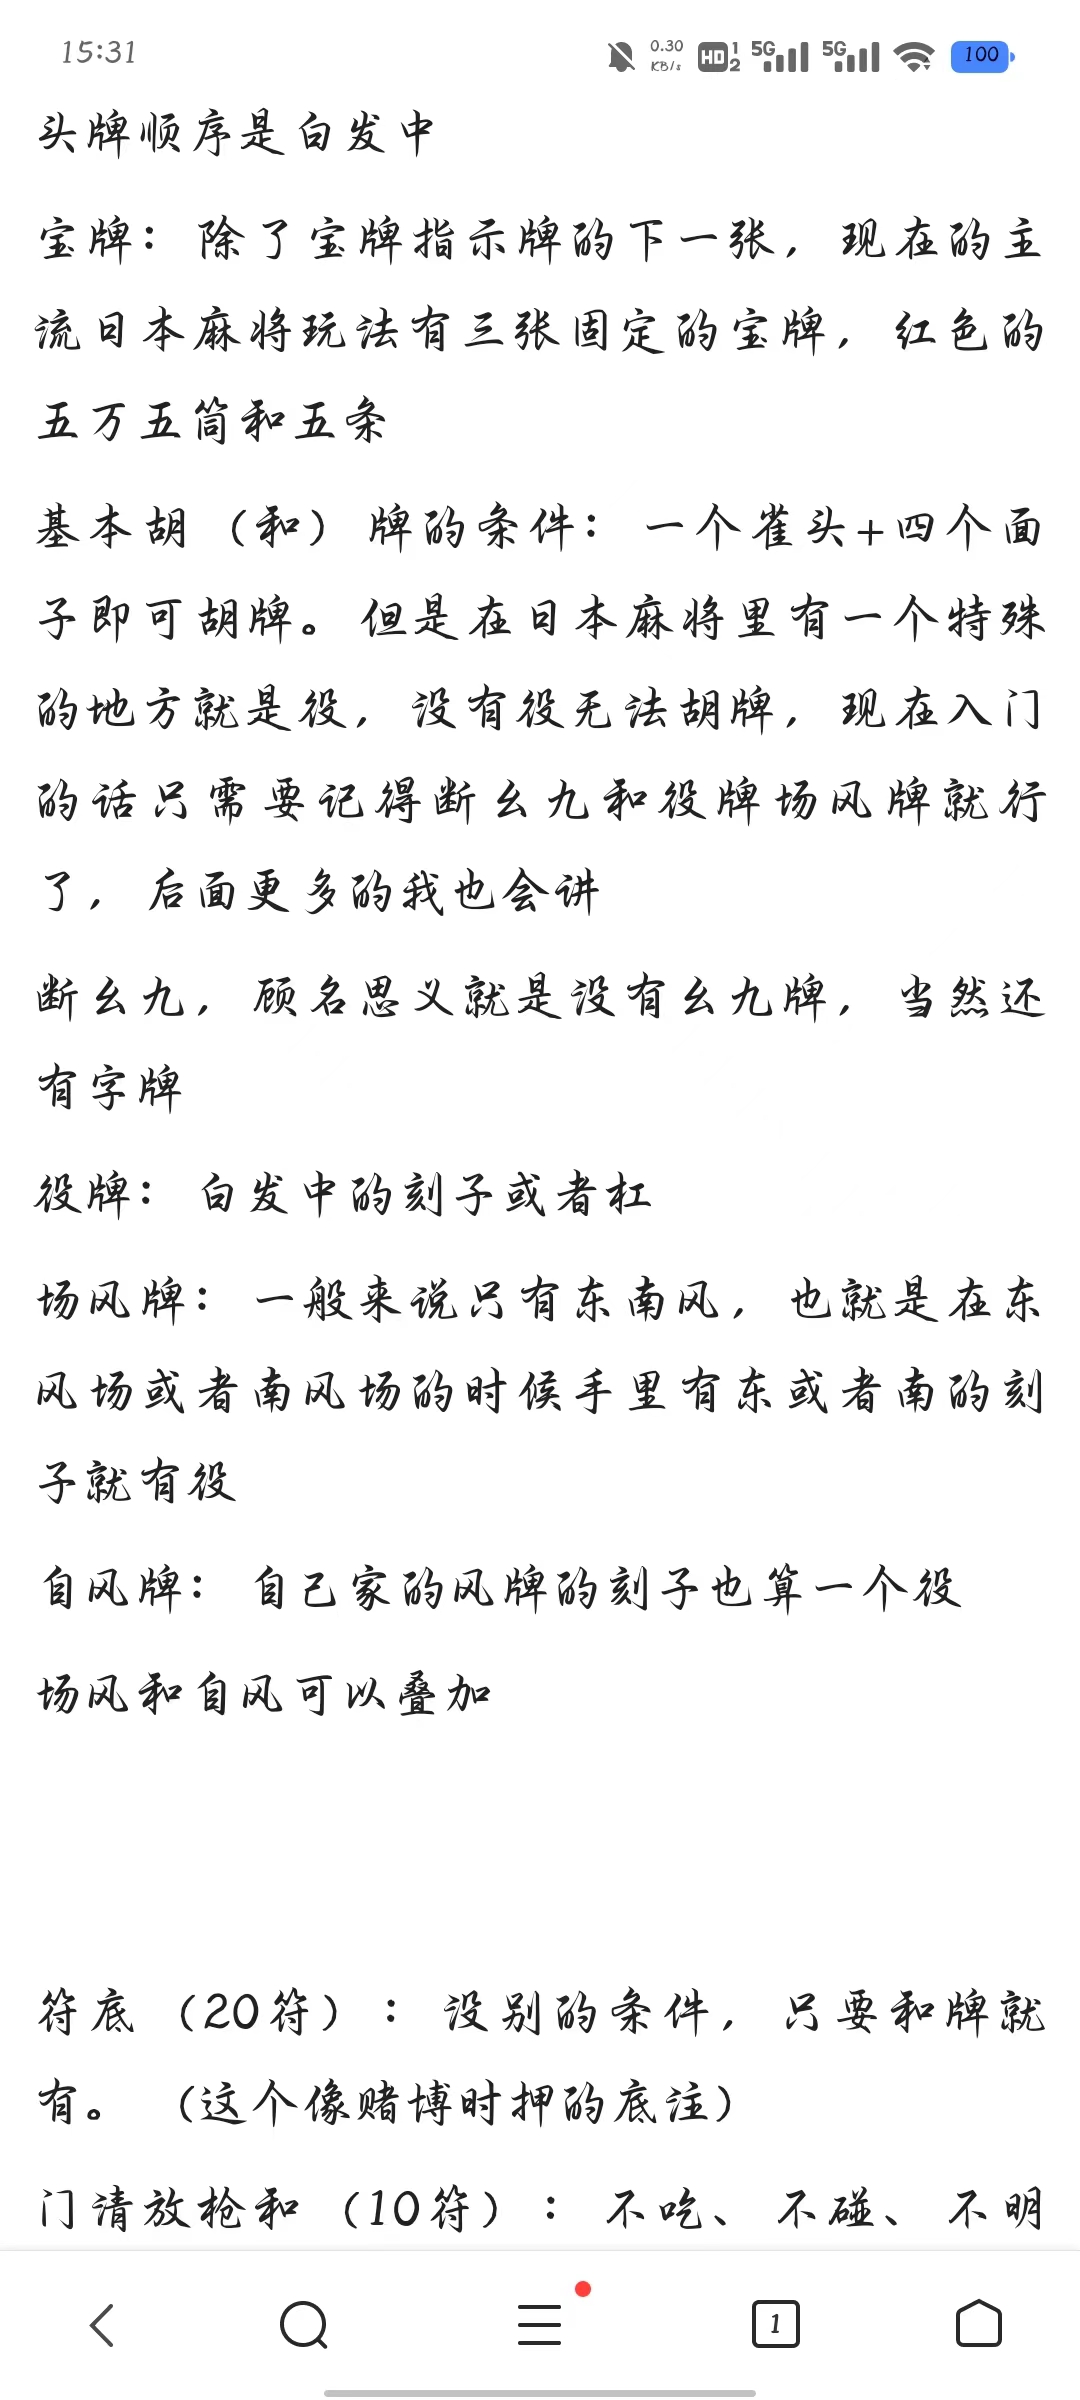 15:31 0.30 KB/s HD 1 2 5G 5G 100
头牌顺序是白发中
宝牌：除了宝牌指示牌的下一张，现在的主
流日本麻将玩法有三张固定的宝牌，红色的
五万五筒和五条
基本胡（和）牌的条件：一个雀头+四个面
子即可胡牌。但是在日本麻将里有一个特殊
的地方就是役，没有役无法胡牌，现在入门
的话只需要记得断幺九和役牌场风牌就行
了，后面更多的我也会讲
断幺九，顾名思义就是没有幺九牌，当然还
有字牌
役牌：白发中的刻子或者杠
场风牌：一般来说只有东南风，也就是在东
风场或者南风场的时候手里有东或者南的刻
子就有役
自风牌：自己家的风牌的刻子也算一个役
场风和自风可以叠加
符底（20符）：没别的条件，只要和牌就
有。（这个像赌博时押的底注）
门请放枪和（10符）：不吃、不碰、不明
1